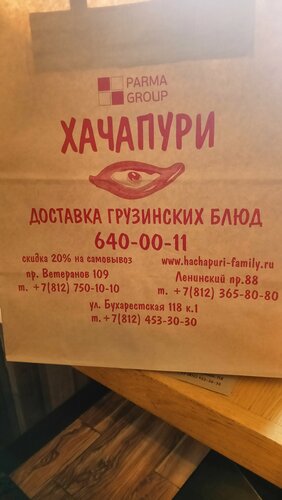 PARMA
GROUP
ХАЧАПУРИ
ДОСТАВКА ГРУЗИНСКИХ БЛЮД
640-00-11
скидка 20% на самовывоз
www.hachapuri-family.ru
пр. Ветеранов 109
Ленинский пр.88
т. +7(812) 750-10-10
т. +7(812) 365-80-80
ул. Бухарестская 118 к.1
т.+7(812) 453-30-30